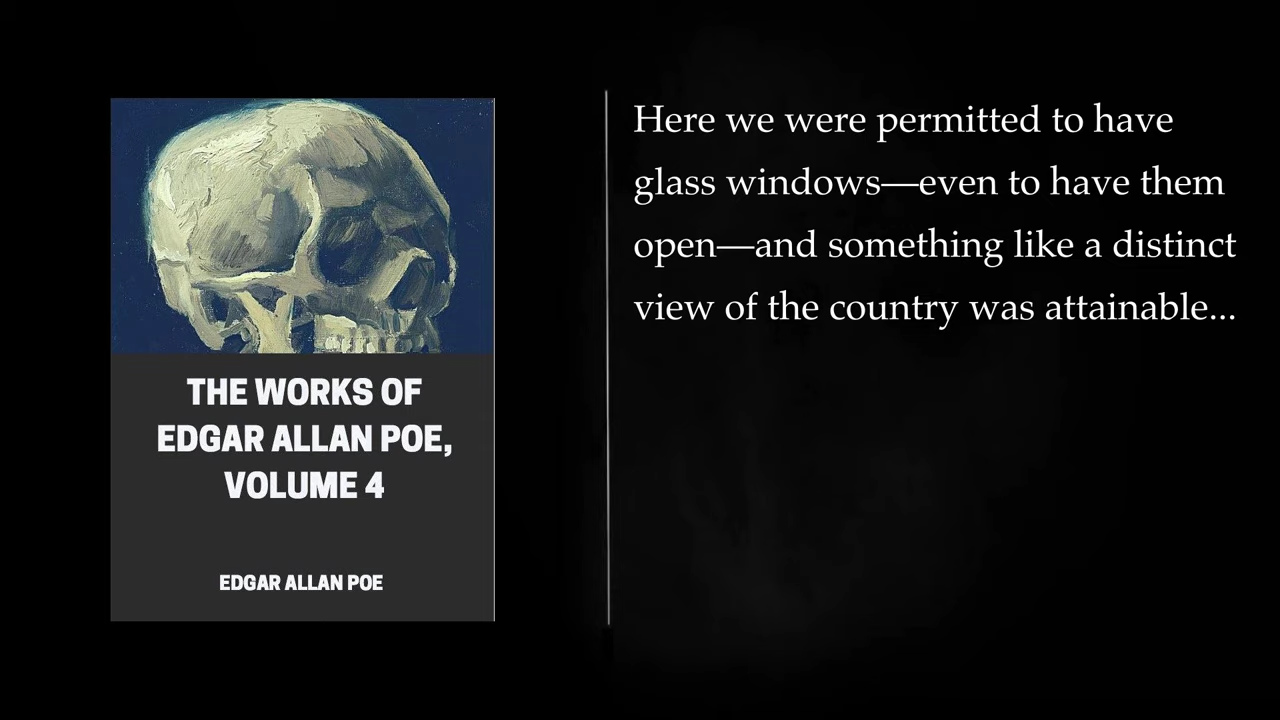 THE WORKS OF
EDGAR ALLAN POE,
VOLUME 4
EDGAR ALLAN POE
Here we were permitted to have
glass windows—even to have them
open—and something like a distinct
view of the country was attainable...